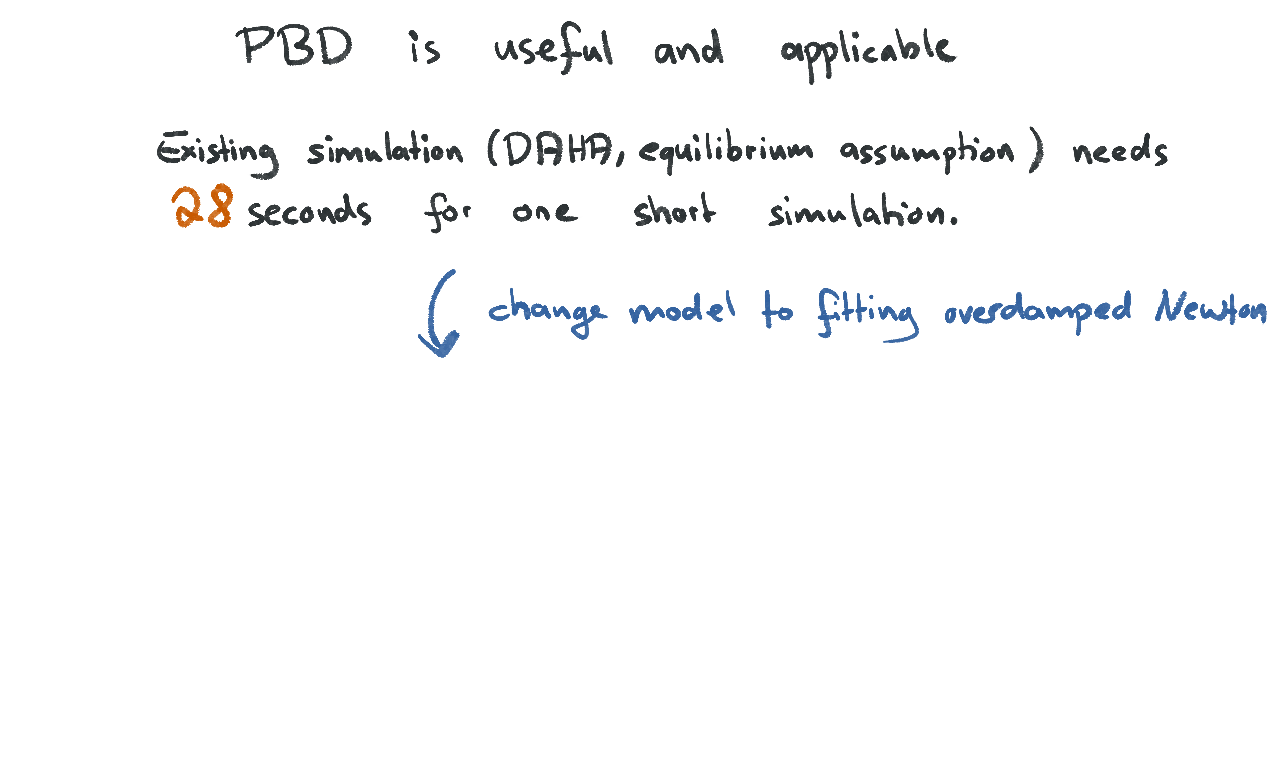 PBD is useful and applicable
Existing simulation (DAHA, equilibrium assumption) needs
28 seconds for one short simulation.
change model to fitting overdamped Newton